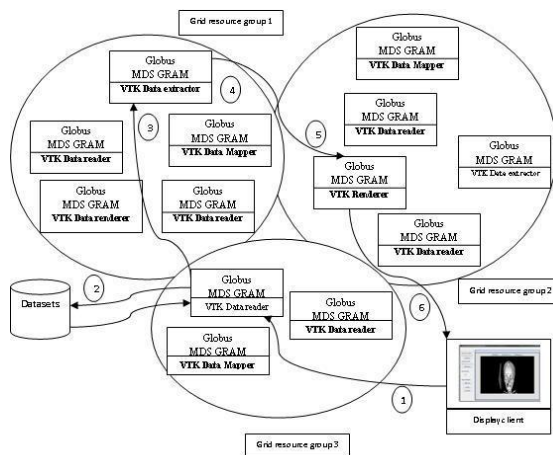 Grid resource group 1
Globus
MDS GRAM
VTK Data extractor
4
3
Globus
MDS GRAM
VTK Data reader
Globus
MDS GRAM
VTK Data Mapper
Globus
MDS GRAM
VTK Data renderer
Globus
MDS GRAM
VTK Data reader
Globus
MDS GRAM
VTK Data Mapper
5
Globus
MDS GRAM
VTK Data reader
Globus
MDS GRAM
VTK Data extractor
Globus
MDS GRAM
VTK Renderer
Globus
MDS GRAM
VTK Data reader
Grid resource group 2
Datasets
2
Globus
MDS GRAM
VTK Data reader
Globus
MDS GRAM
VTK Data reader
Globus
MDS GRAM
VTK Data Mapper
6
1
Display client
Grid resource group 3